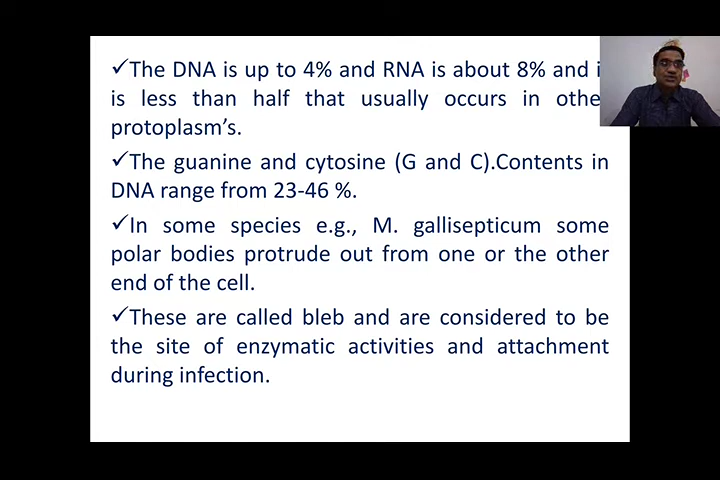 ✓The DNA is up to 4% and RNA is about 8% and i
is less than half that usually occurs in othe
protoplasm’s.
✓The guanine and cytosine (G and C).Contents in
DNA range from 23-46 %.
✓In some species e.g., M. gallisepticum some
polar bodies protrude out from one or the other
end of the cell.
✓These are called bleb and are considered to be
the site of enzymatic activities and attachment
during infection.